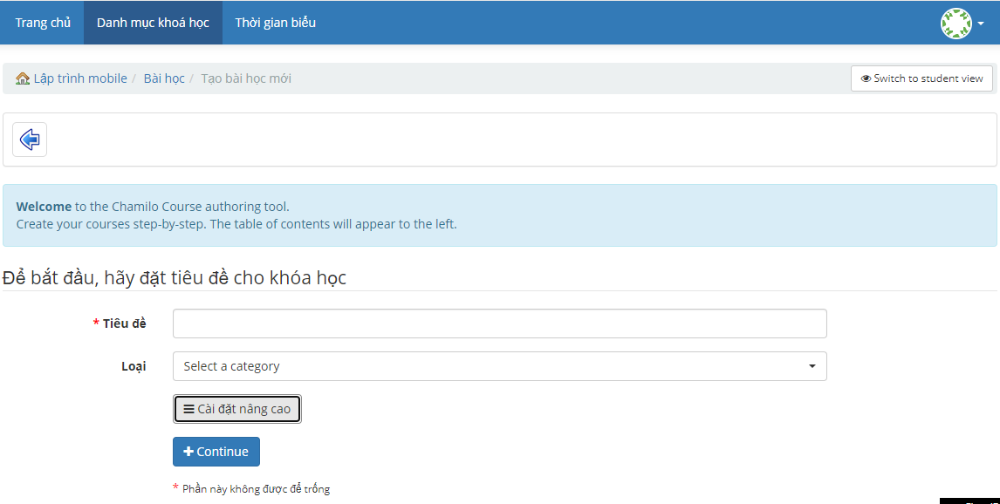 Trang chủ Danh mục khoá học Thời gian biểu
Lập trình mobile / Bài học / Tạo bài học mới Switch to student view
Welcome to the Chamilo Course authoring tool.
Create your courses step-by-step. The table of contents will appear to the left.
Để bắt đầu, hãy đặt tiêu đề cho khóa học
* Tiêu đề
Loại Select a category
Cài đặt nâng cao
Continue
* Phần này không được để trống